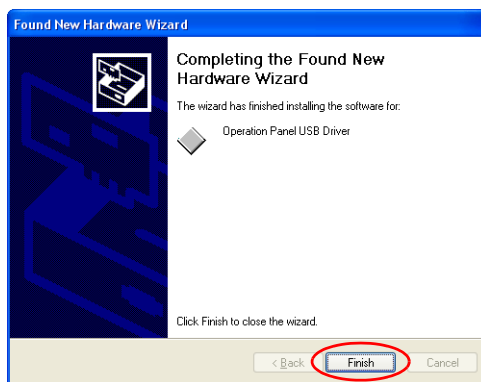 Found New Hardware Wizard
Completing the Found New
Hardware Wizard
The wizard has finished installing the software for:
Operation Panel USB Driver
Click Finish to close the wizard.
< Back
Finish
Cancel